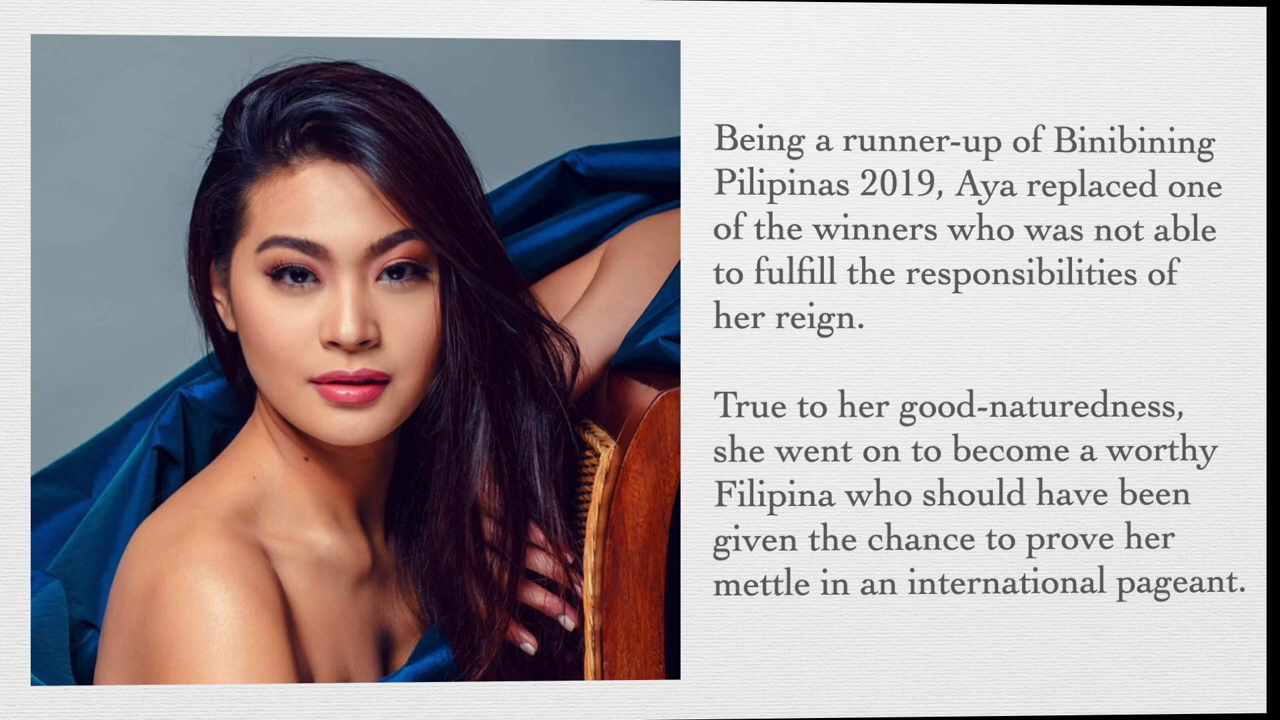 Being a runner-up of Binibining
Pilipinas 2019, Aya replaced one
of the winners who was not able
to fulfill the responsibilities of
her reign.
True to her good-naturedness,
she went on to become a worthy
Filipina who should have been
given the chance to prove her
mettle in an international pageant.